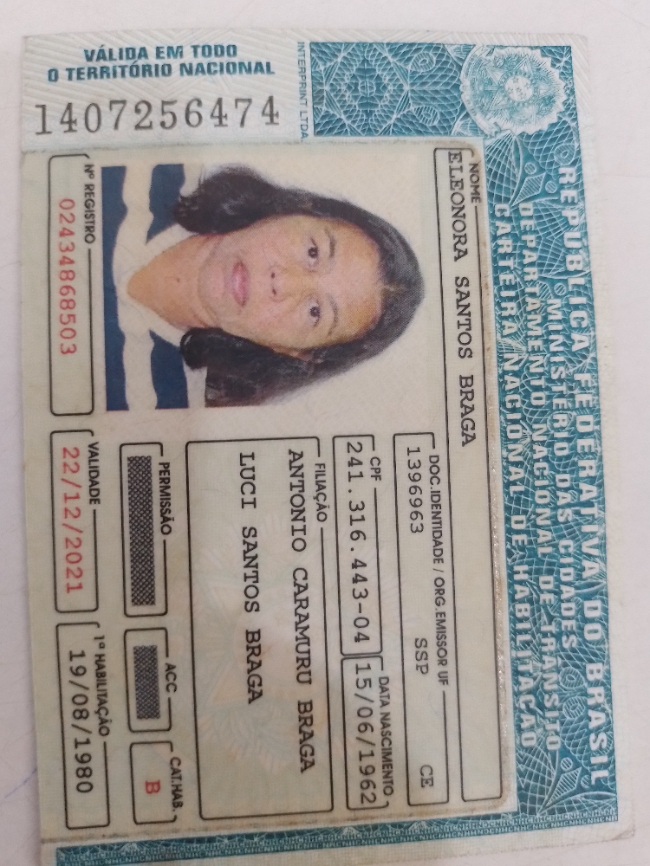 VÁLIDA EM TODO
O TERRITÓRIO NACIONAL
1407256474
INTERPRINT LTDA.
REPÚBLICA FEDERATIVA DO BRASIL
MINISTÉRIO DAS CIDADES
DEPARTAMENTO NACIONAL DE TRÂNSITO
CARTEIRA NACIONAL DE HABILITAÇÃO
NOME
ELEONORA SANTOS BRAGA
DOC.IDENTIDADE / ORG.EMISSOR UF
1396963 SSP CE
CPF DATA NASCIMENTO
241.316.443-04 15/06/1962
FILIAÇÃO
ANTONIO CARAMURU BRAGA
LUCI SANTOS BRAGA
PERMISSÃO ACC CAT.HAB.
B
Nº REGISTRO VALIDADE 1ª HABILITAÇÃO
02434868503 22/12/2021 19/08/1980